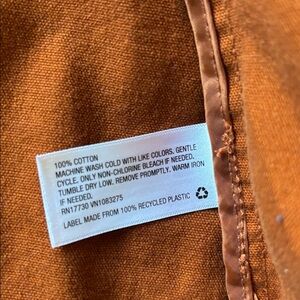 100% COTTON
MACHINE WASH COLD WITH LIKE COLORS, GENTLE
CYCLE. ONLY NON-CHLORINE BLEACH IF NEEDED.
TUMBLE DRY LOW. REMOVE PROMPTLY. WARM IRON
IF NEEDED.
RN17730 VN1083275
LABEL MADE FROM 100% RECYCLED PLASTIC